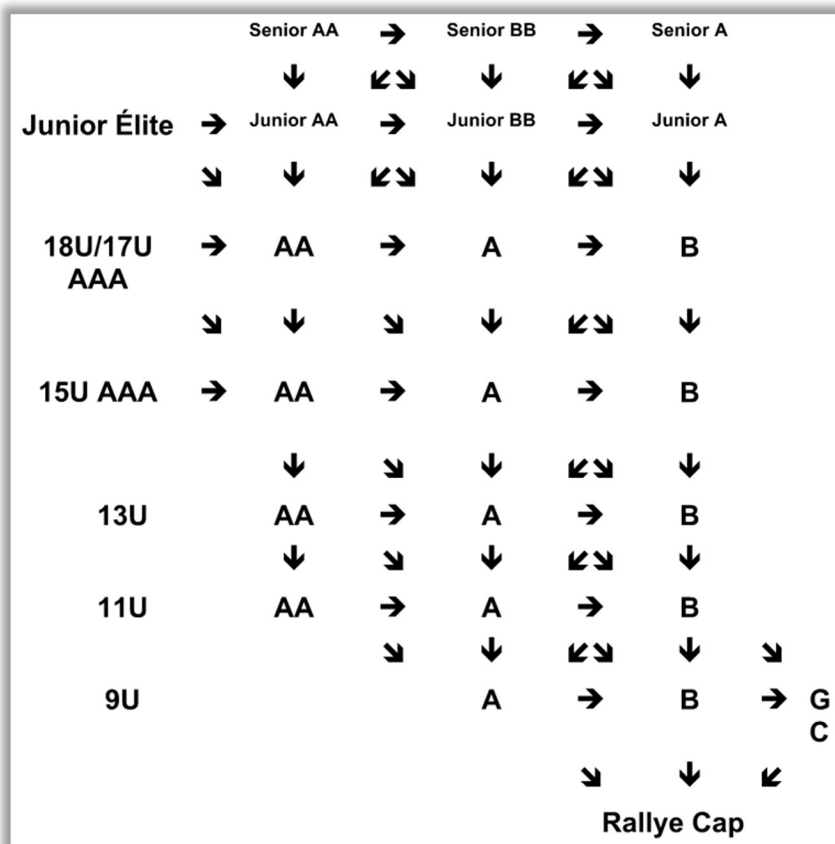 Senior AA → Senior BB → Senior A
↓ ↙↘ ↓ ↙↘ ↓
Junior Élite → Junior AA → Junior BB → Junior A
↘ ↓ ↙↘ ↓ ↙↘ ↓
18U/17U → AA → A → B
AAA
↘ ↓ ↘ ↓ ↙↘ ↓
15U AAA → AA → A → B
↓ ↘ ↓ ↙↘ ↓
13U AA → A → B
↓ ↘ ↓ ↙↘ ↓
11U AA → A → B
↘ ↓ ↙↘ ↓ ↘
9U A → B → G
C
↘ ↓ ↙
Rallye Cap